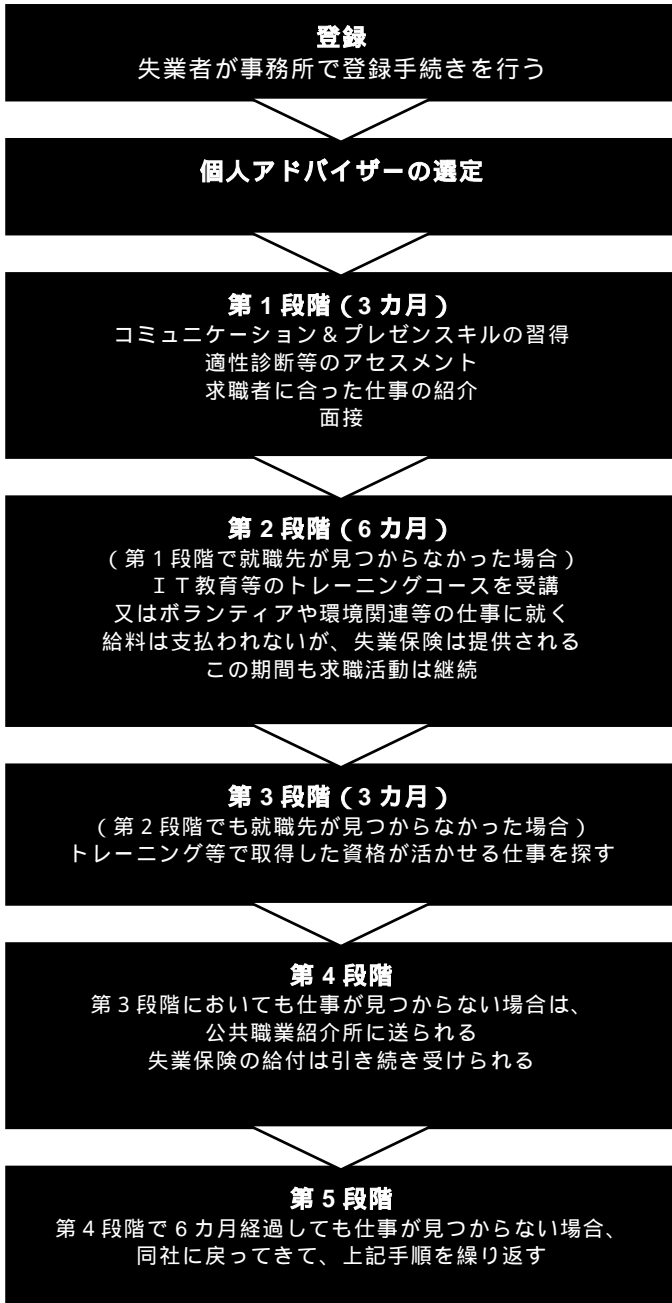 登録
失業者が事務所で登録手続きを行う
個人アドバイザーの選定
第1段階（3カ月）
コミュニケーション＆プレゼンスキルの習得
適性診断等のアセスメント
求職者に合った仕事の紹介
面接
第2段階（6カ月）
（第1段階で就職先が見つからなかった場合）
ＩＴ教育等のトレーニングコースを受講
又はボランティアや環境関連等の仕事に就く
給料は支払われないが、失業保険は提供される
この期間も求職活動は継続
第3段階（3カ月）
（第2段階でも就職先が見つからなかった場合）
トレーニング等で取得した資格が活かせる仕事を探す
第4段階
第3段階においても仕事が見つからない場合は、
公共職業紹介所に送られる
失業保険の給付は引き続き受けられる
第5段階
第4段階で6カ月経過しても仕事が見つからない場合、
同社に戻ってきて、上記手順を繰り返す